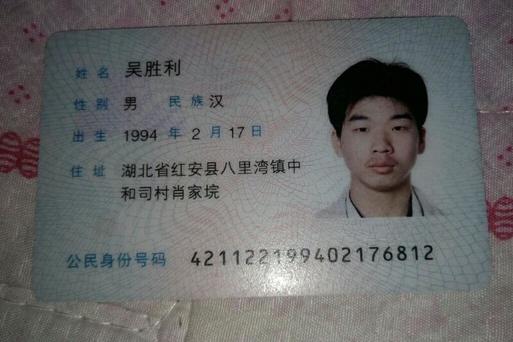 姓名 吴胜利
性别 男 民族 汉
出生 1994 年 2 月 17 日
住址 湖北省红安县八里湾镇中
和司村肖家垸
公民身份号码 421122199402176812